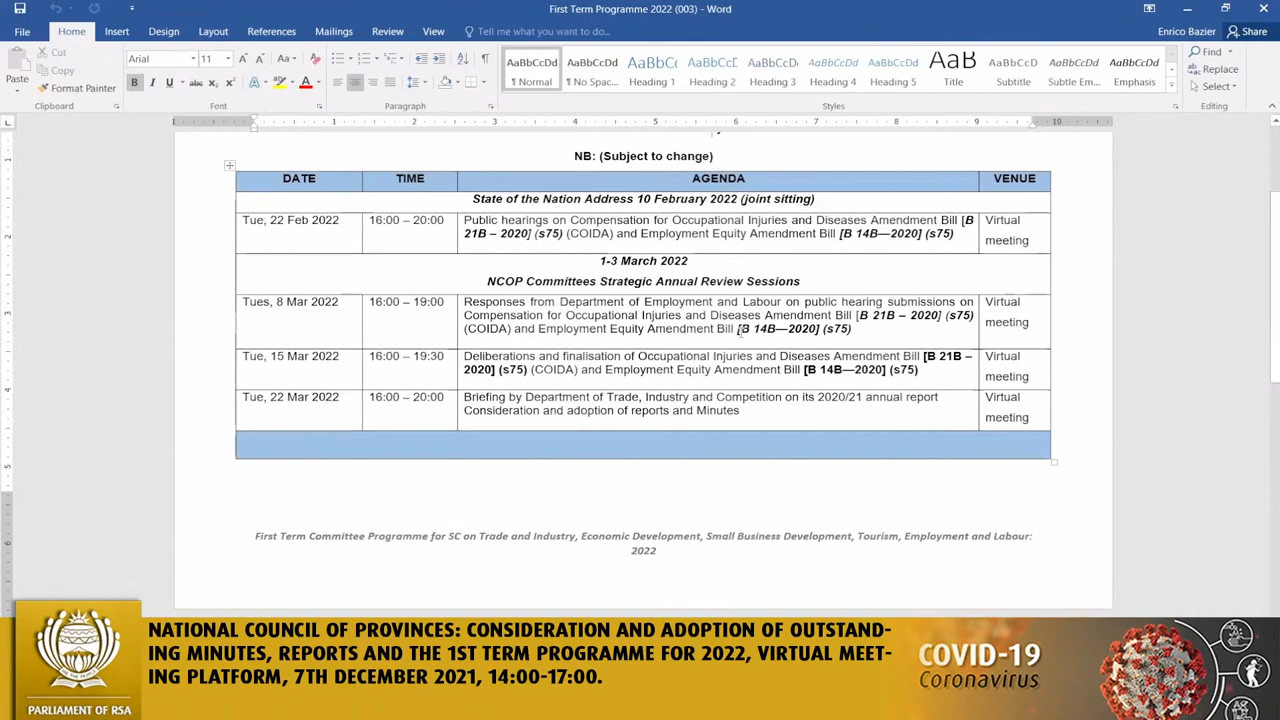 First Term Programme 2022 (003) - Word
File Home Insert Design Layout References Mailings Review View Tell me what you want to do... Enrico Bazier Share
Paste
Cut
Copy
Format Painter
Clipboard
Arial 11
Font
Paragraph
AaBbCcDd AaBbCcDd AaBbCc AaBbCcC AaBbCcD AaBbCcD AaBbCcD AaB AaBbCcD AaBbCcDd AaBbCcDd
¶ Normal ¶ No Spac... Heading 1 Heading 2 Heading 3 Heading 4 Heading 5 Title Subtitle Subtle Em... Emphasis
Styles
Find
Replace
Select
Editing
1 1 2 3 4 5 6 7 8 9 10
NB: (Subject to change)
DATE TIME AGENDA VENUE
State of the Nation Address 10 February 2022 (joint sitting)
Tue, 22 Feb 2022 16:00 – 20:00 Public hearings on Compensation for Occupational Injuries and Diseases Amendment Bill [B Virtual
21B – 2020] (s75) (COIDA) and Employment Equity Amendment Bill [B 14B—2020] (s75) meeting
1-3 March 2022
NCOP Committees Strategic Annual Review Sessions
Tues, 8 Mar 2022 16:00 – 19:00 Responses from Department of Employment and Labour on public hearing submissions on Virtual
Compensation for Occupational Injuries and Diseases Amendment Bill [B 21B – 2020] (s75) meeting
(COIDA) and Employment Equity Amendment Bill [B 14B—2020] (s75)
Tue, 15 Mar 2022 16:00 – 19:30 Deliberations and finalisation of Occupational Injuries and Diseases Amendment Bill [B 21B – Virtual
2020] (s75) (COIDA) and Employment Equity Amendment Bill [B 14B—2020] (s75) meeting
Tue, 22 Mar 2022 16:00 – 20:00 Briefing by Department of Trade, Industry and Competition on its 2020/21 annual report Virtual
Consideration and adoption of reports and Minutes meeting
First Term Committee Programme for SC on Trade and Industry, Economic Development, Small Business Development, Tourism, Employment and Labour:
2022
NATIONAL COUNCIL OF PROVINCES: CONSIDERATION AND ADOPTION OF OUTSTAND-
ING MINUTES, REPORTS AND THE 1ST TERM PROGRAMME FOR 2022, VIRTUAL MEET-
ING PLATFORM, 7TH DECEMBER 2021, 14:00-17:00.
PARLIAMENT OF RSA
COVID-19
Coronavirus